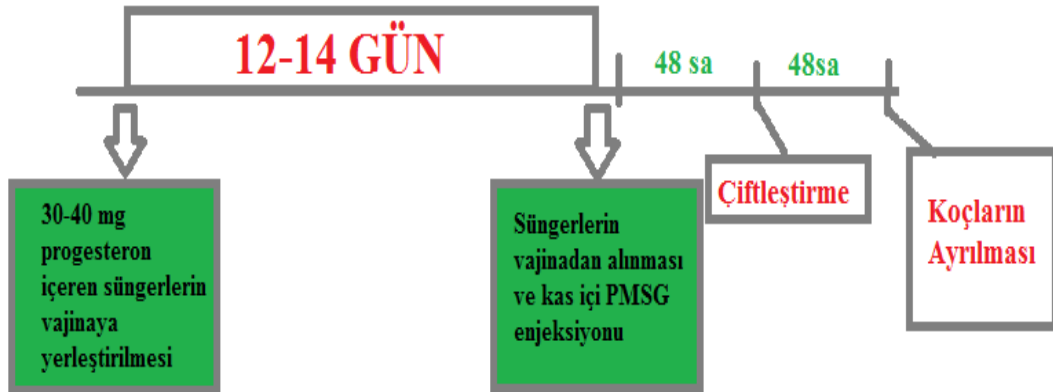 12-14 GÜN
48 sa
48sa
30-40 mg
progesteron
içeren süngerlerin
vajinaya
yerleştirilmesi
Süngerlerin
vajinadan alınması
ve kas içi PMSG
enjeksiyonu
Çiftleştirme
Koçların
Ayrılması